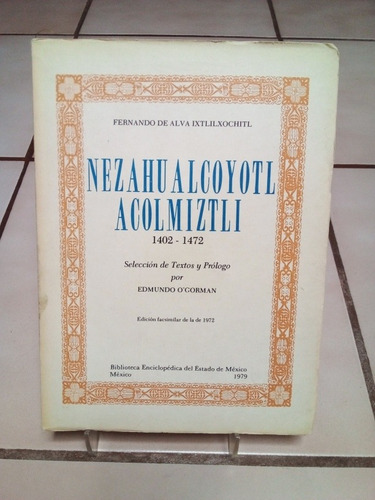 FERNANDO DE ALVA IXTLILXOCHITL
NEZAHUALCOYOTL
ACOLMIZTLI
1402 - 1472
Selección de Textos y Prólogo
por
EDMUNDO O'GORMAN
Edición facsimilar de la de 1972
Biblioteca Enciclopédica del Estado de México
México 1979